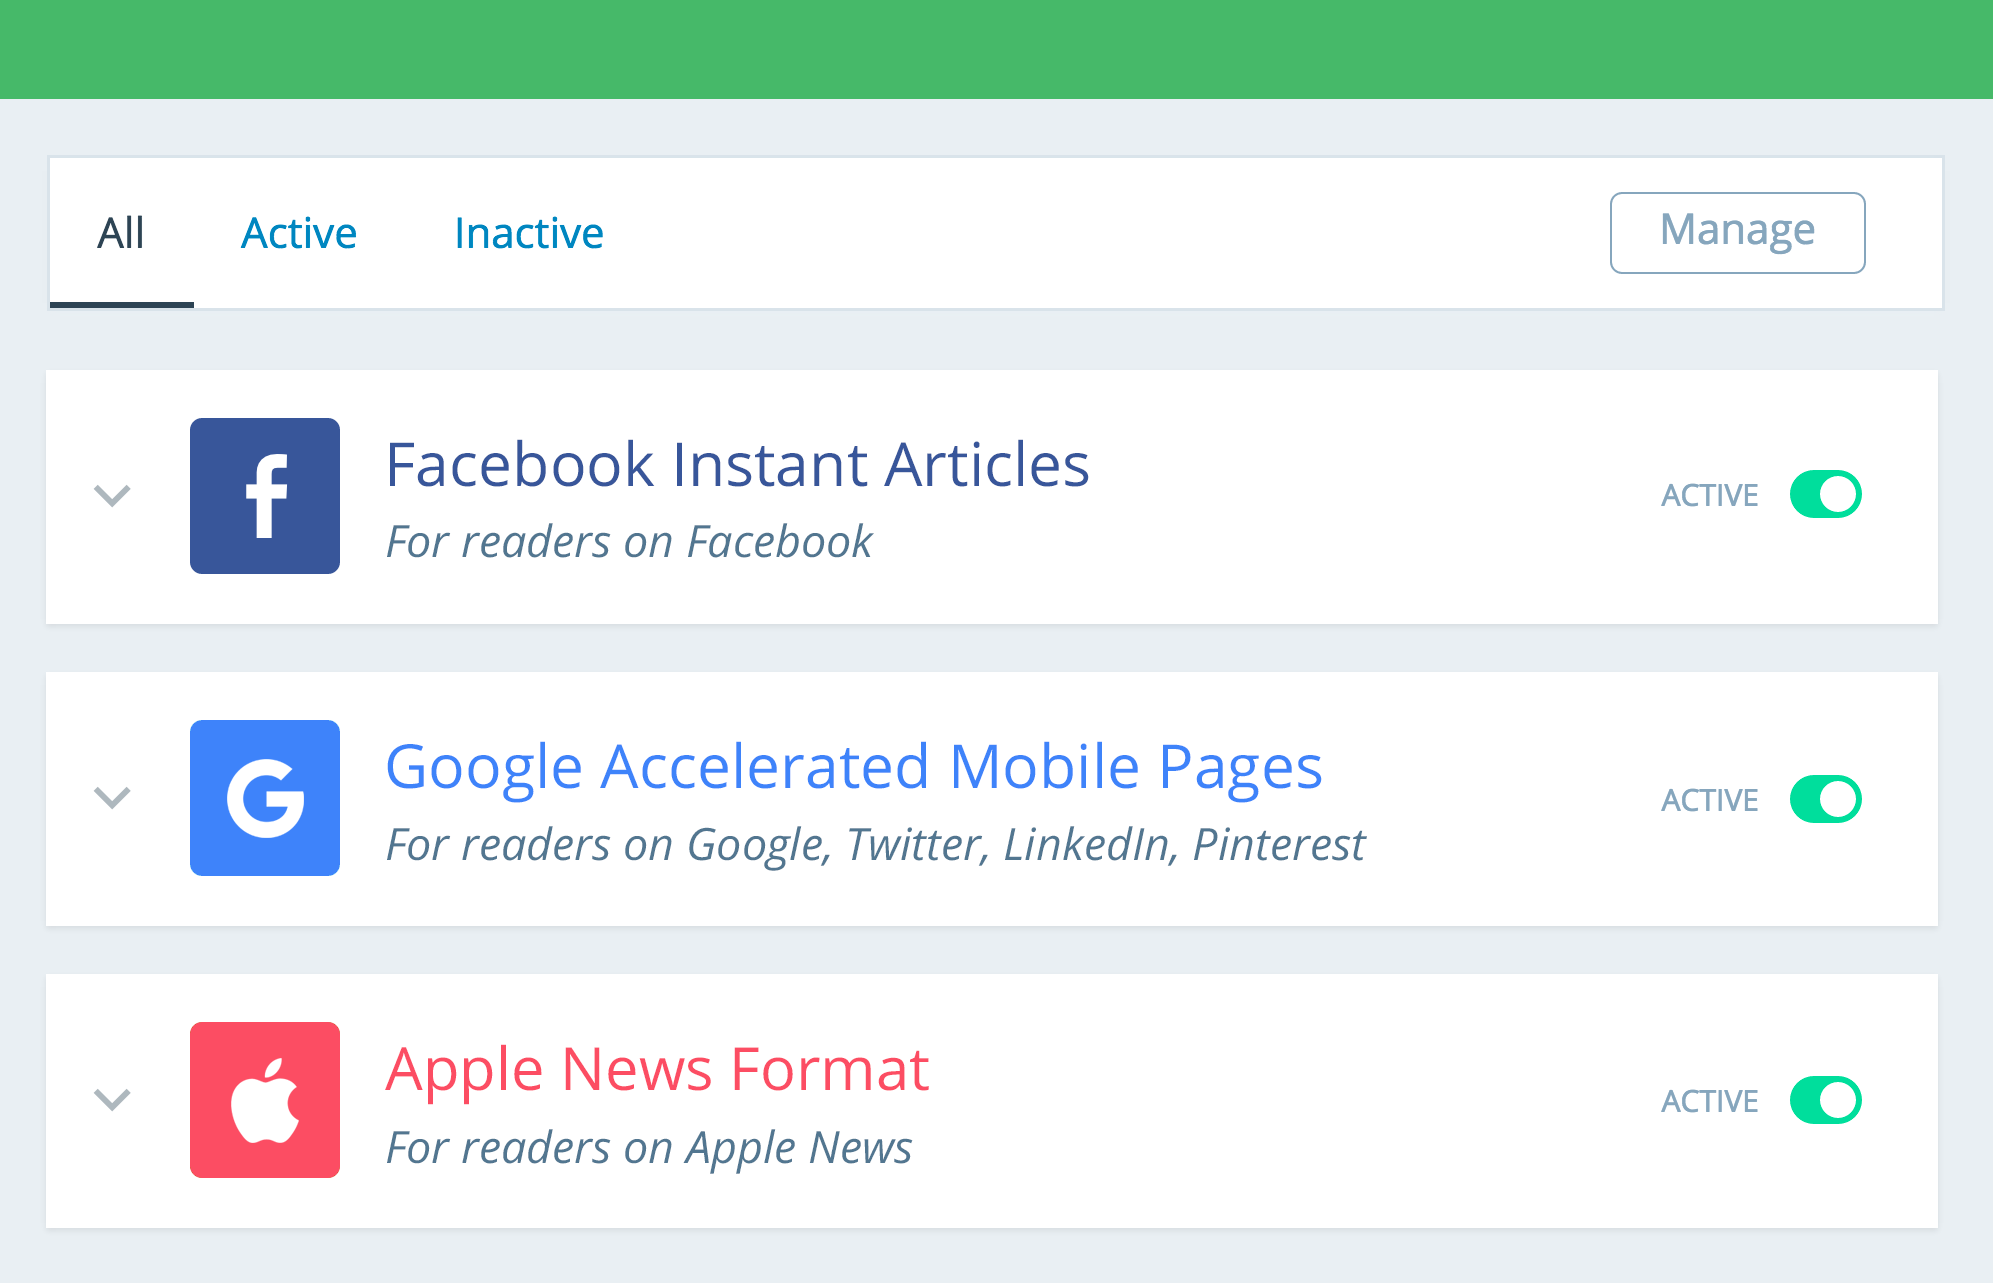 All Active Inactive Manage
Facebook Instant Articles
For readers on Facebook
ACTIVE
Google Accelerated Mobile Pages
For readers on Google, Twitter, LinkedIn, Pinterest
ACTIVE
Apple News Format
For readers on Apple News
ACTIVE